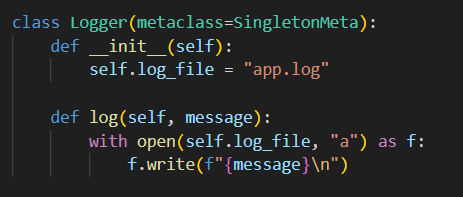 class Logger(metaclass=SingletonMeta):
    def __init__(self):
        self.log_file = "app.log"

    def log(self, message):
        with open(self.log_file, "a") as f:
            f.write(f"{message}\n")